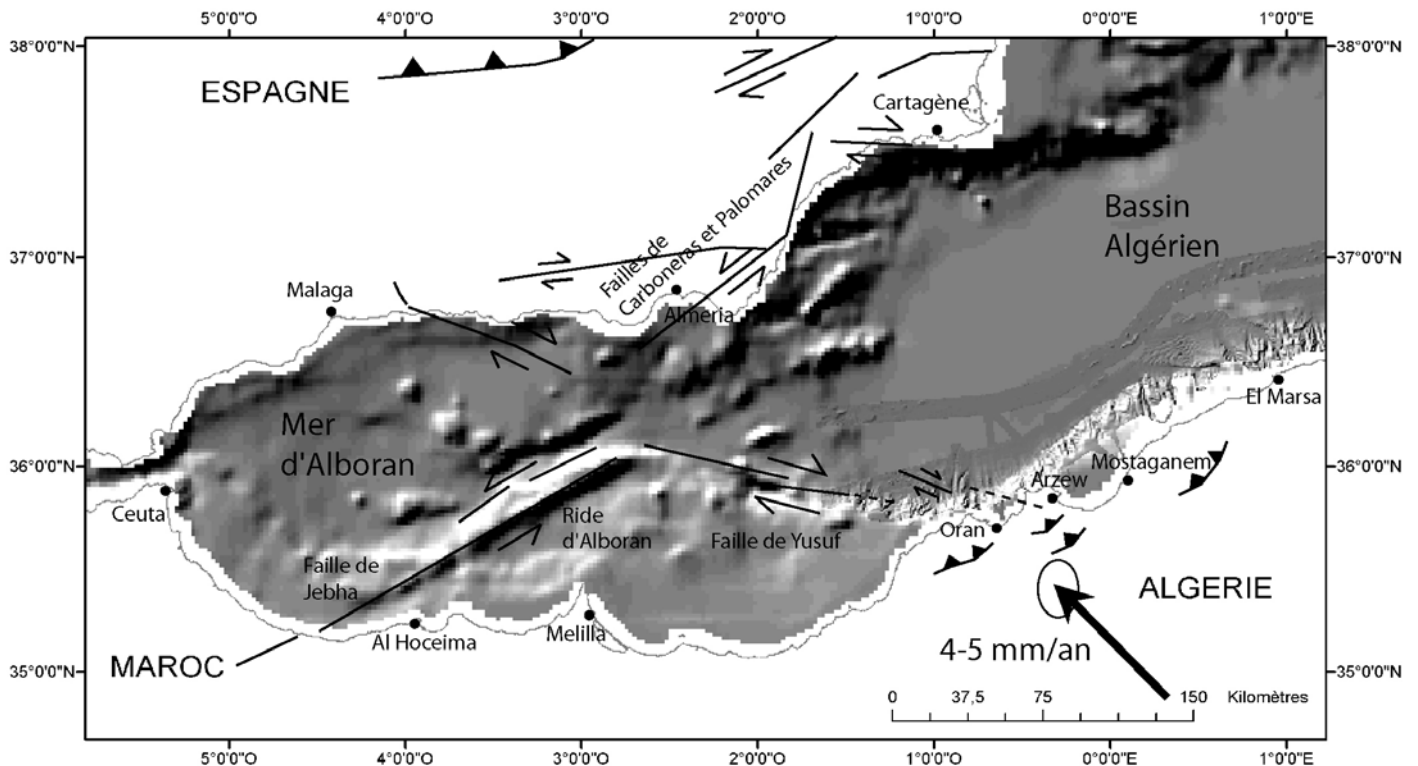 5°0'0"O 4°0'0"O 3°0'0"O 2°0'0"O 1°0'0"O 0°0'0"E 1°0'0"E
38°0'0"N 38°0'0"N
ESPAGNE
Cartagène
Bassin
Algérien
Failles de
Carboneras et Palomares
37°0'0"N 37°0'0"N
Malaga
Almeria
El Marsa
Mer
d'Alboran
Mostaganem
36°0'0"N 36°0'0"N
Arzew
Ceuta
Ride
d'Alboran
Oran
Faille de Yusuf
Faille de
Jebha
ALGERIE
Al Hoceima
Melilla
4-5 mm/an
MAROC
35°0'0"N 35°0'0"N
0 37,5 75 150 Kilomètres
5°0'0"O 4°0'0"O 3°0'0"O 2°0'0"O 1°0'0"O 0°0'0"E 1°0'0"E